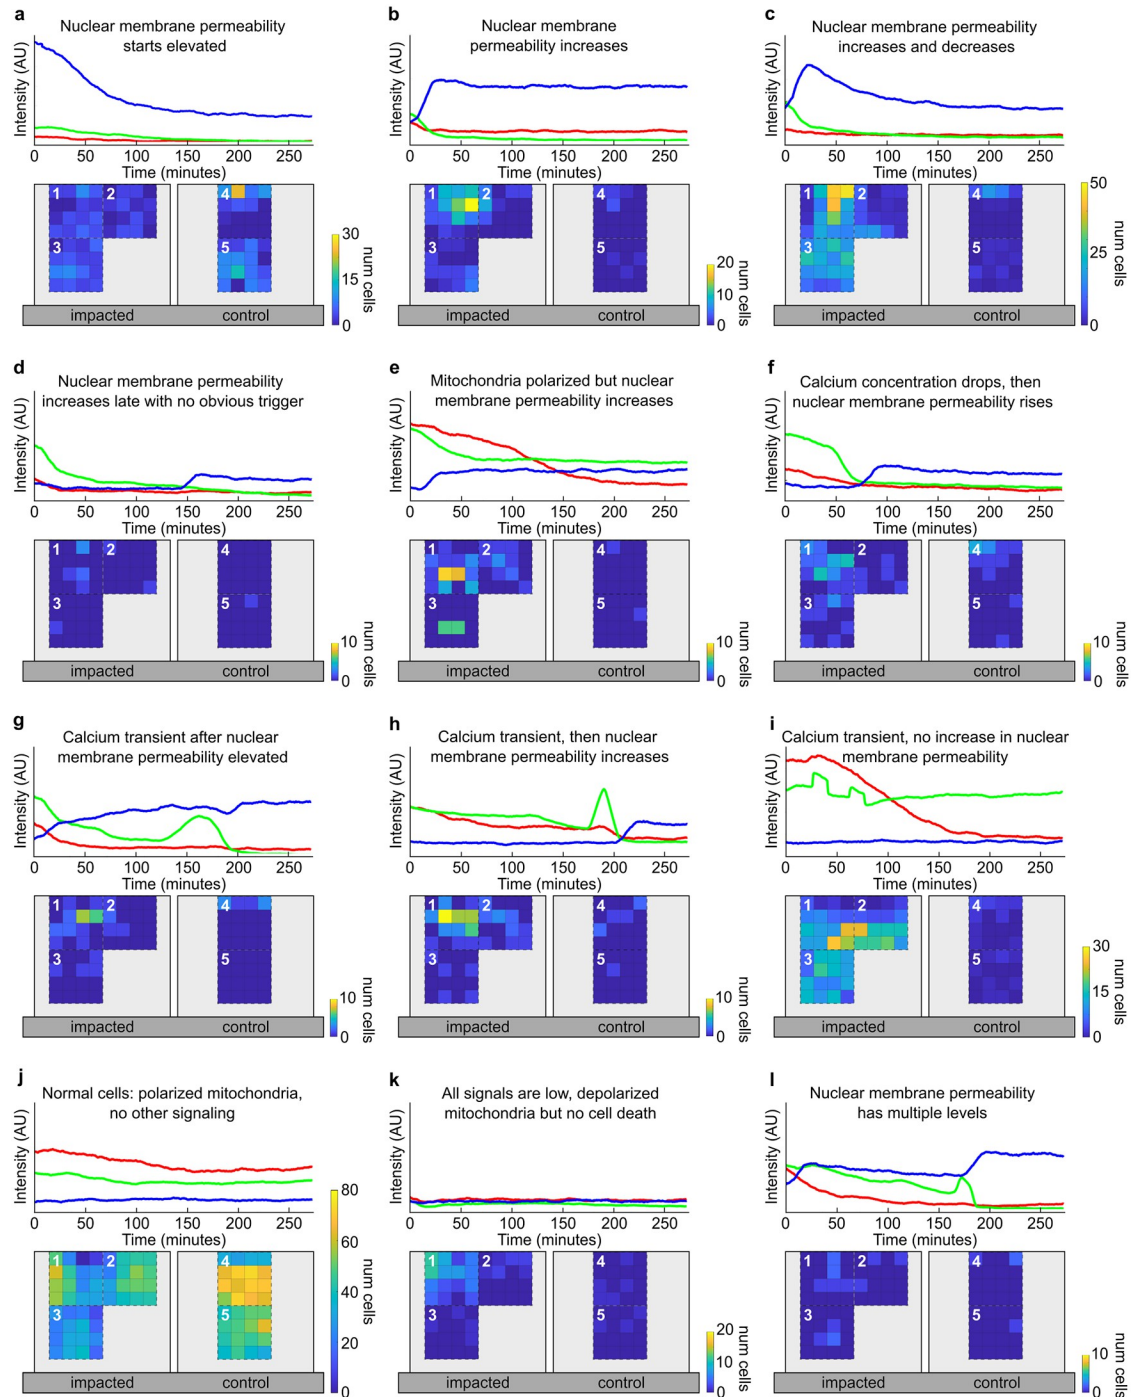 a
Nuclear membrane permeability
starts elevated
Intensity (AU)
0 50 100 150 200 250
Time (minutes)
1 2 4
3 5
impacted control
30
15
0
num cells
b
Nuclear membrane
permeability increases
Intensity (AU)
0 50 100 150 200 250
Time (minutes)
1 2 4
3 5
impacted control
20
10
0
num cells
c
Nuclear membrane permeability
increases and decreases
Intensity (AU)
0 50 100 150 200 250
Time (minutes)
1 2 4
3 5
impacted control
50
25
0
num cells
d
Nuclear membrane permeability
increases late with no obvious trigger
Intensity (AU)
0 50 100 150 200 250
Time (minutes)
1 2 4
3 5
impacted control
10
0
num cells
e
Mitochondria polarized but nuclear
membrane permeability increases
Intensity (AU)
0 50 100 150 200 250
Time (minutes)
1 2 4
3 5
impacted control
10
0
num cells
f
Calcium concentration drops, then
nuclear membrane permeability rises
Intensity (AU)
0 50 100 150 200 250
Time (minutes)
1 2 4
3 5
impacted control
10
0
num cells
g
Calcium transient after nuclear
membrane permeability elevated
Intensity (AU)
0 50 100 150 200 250
Time (minutes)
1 2 4
3 5
impacted control
10
0
num cells
h
Calcium transient, then nuclear
membrane permeability increases
Intensity (AU)
0 50 100 150 200 250
Time (minutes)
1 2 4
3 5
impacted control
10
0
num cells
i
Calcium transient, no increase in nuclear
membrane permeability
Intensity (AU)
0 50 100 150 200 250
Time (minutes)
1 2 4
3 5
impacted control
30
15
0
num cells
j
Normal cells: polarized mitochondria,
no other signaling
Intensity (AU)
0 50 100 150 200 250
Time (minutes)
1 2 4
3 5
impacted control
80
60
40
20
0
num cells
k
All signals are low, depolarized
mitochondria but no cell death
Intensity (AU)
0 50 100 150 200 250
Time (minutes)
1 2 4
3 5
impacted control
20
10
0
num cells
l
Nuclear membrane permeability
has multiple levels
Intensity (AU)
0 50 100 150 200 250
Time (minutes)
1 2 4
3 5
impacted control
10
0
num cells